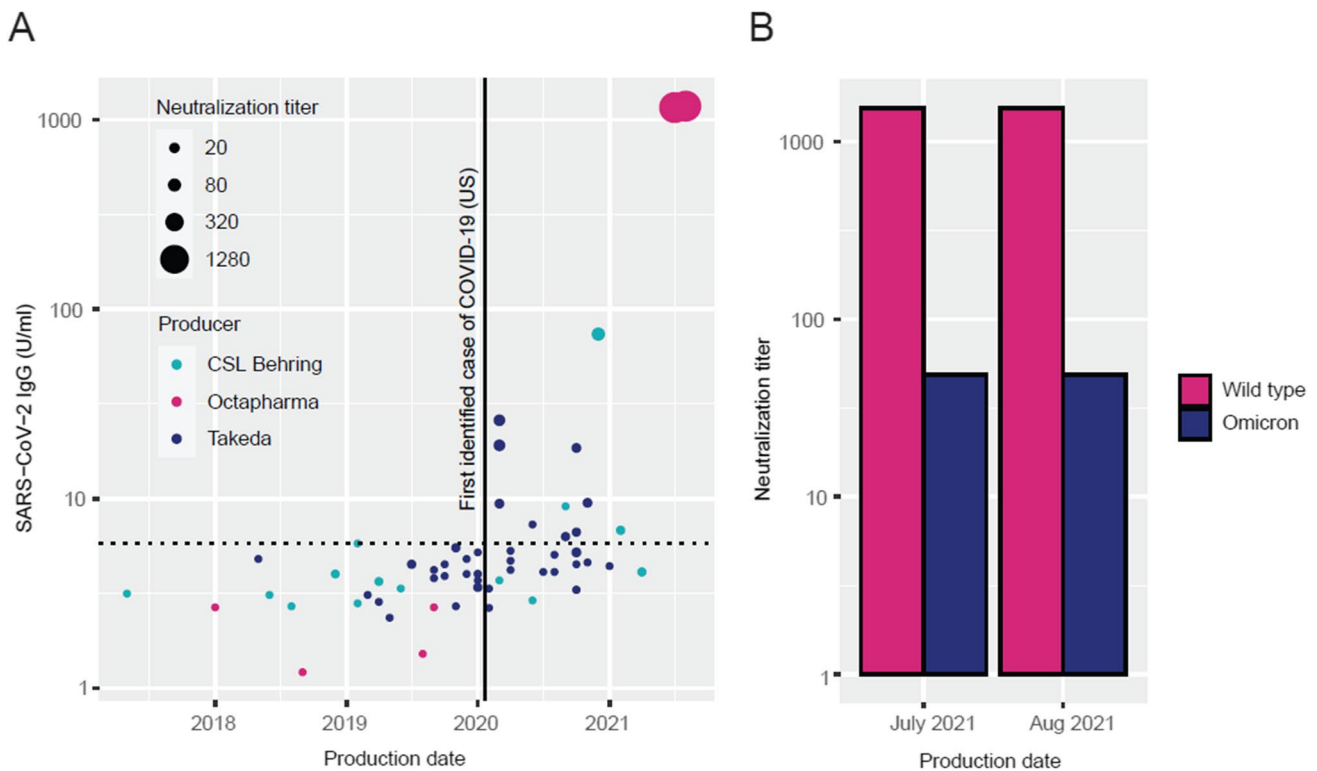 A
Neutralization titer
20
80
320
1280
Producer
CSL Behring
Octapharma
Takeda
First identified case of COVID-19 (US)
SARS−CoV−2 IgG (U/ml)
1000
100
10
1
2018
2019
2020
2021
Production date
B
Neutralization titer
1000
100
10
1
July 2021
Aug 2021
Production date
Wild type
Omicron